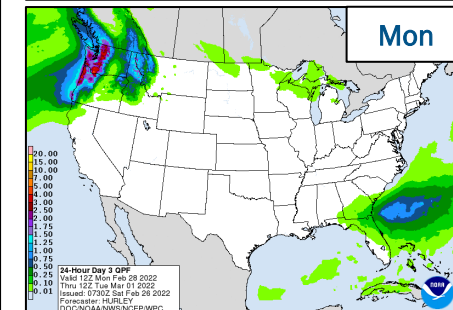 Mon
20.00
15.00
10.00
7.00
5.00
4.00
3.00
2.50
2.00
1.75
1.50
1.25
1.00
0.75
0.50
0.25
0.10
0.01
24-Hour Day 3 QPF
Valid 12Z Mon Feb 28 2022
Thru 12Z Tue Mar 01 2022
Issued: 0730Z Sat Feb 26 2022
Forecaster: HURLEY
DOC/NOAA/NWS/NCEP/WPC
NOAA